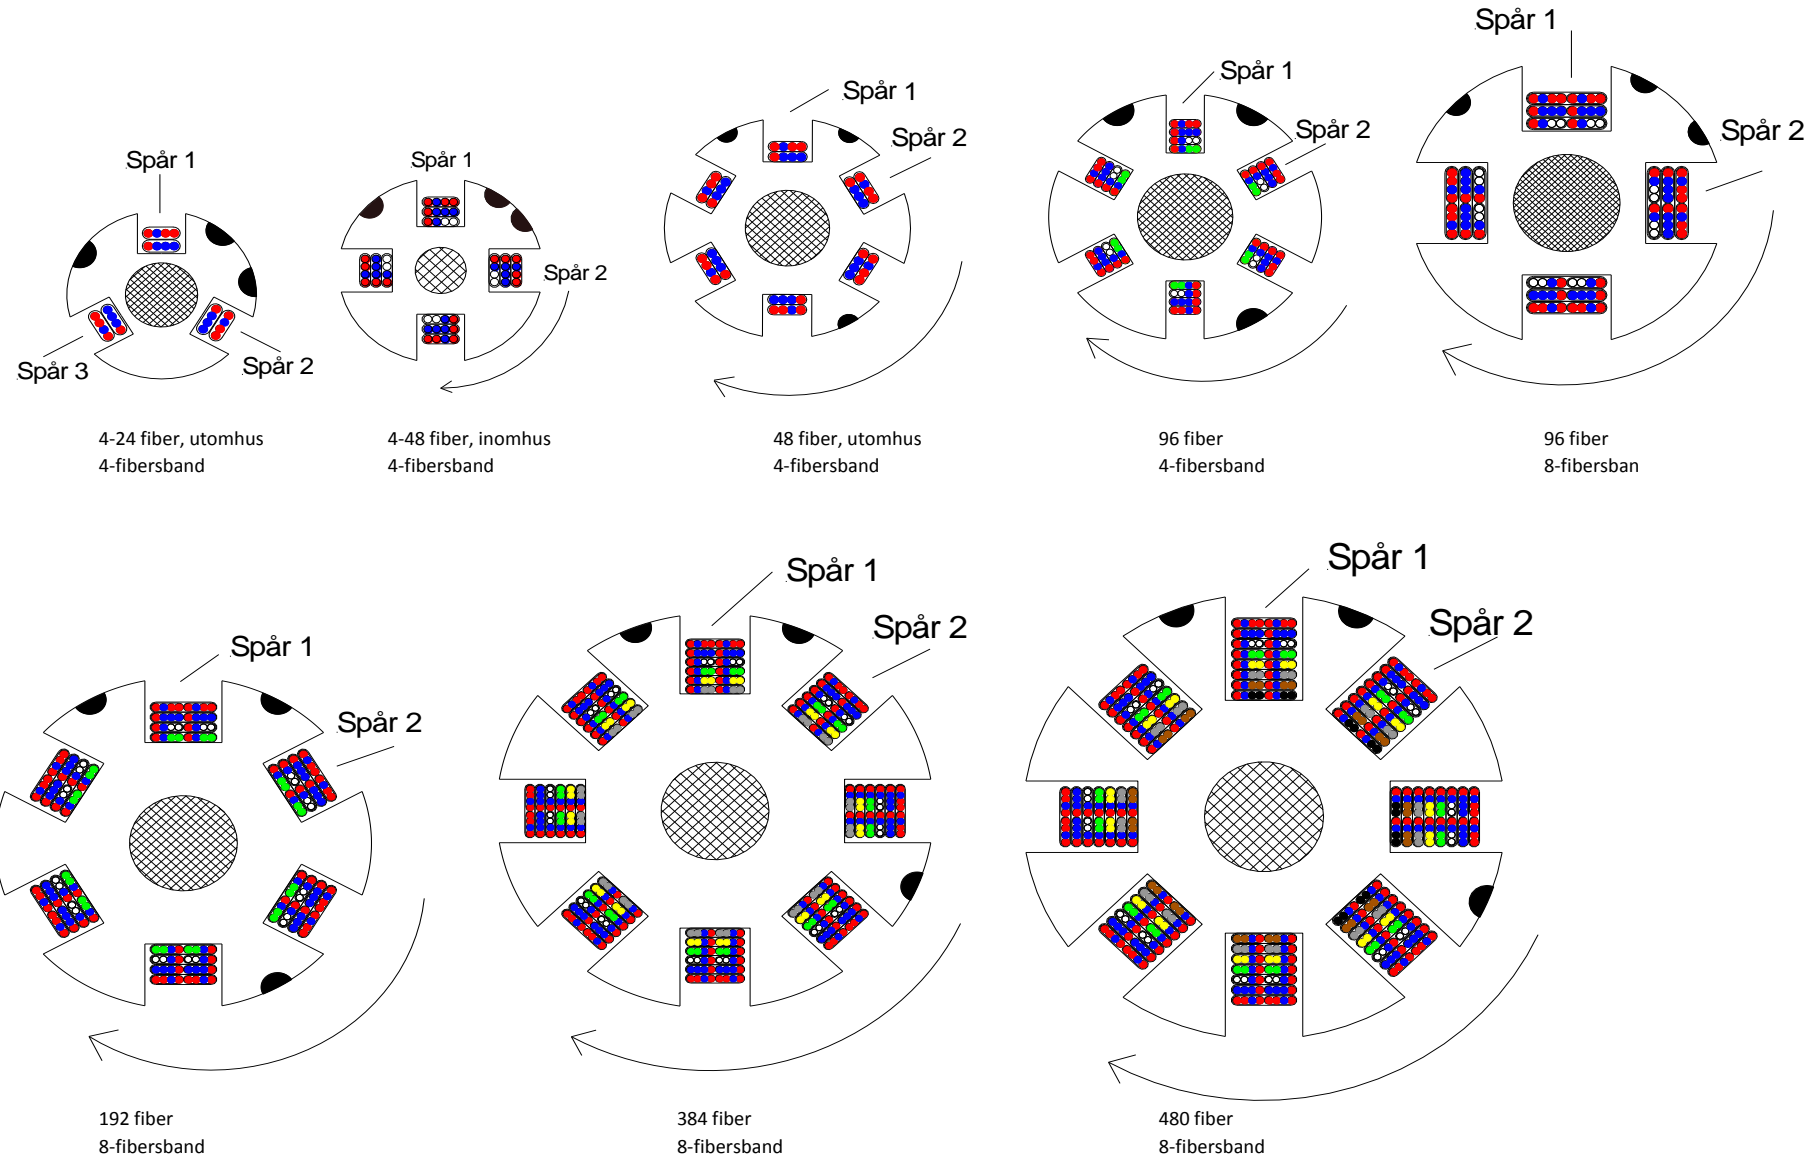 Spår 1
Spår 2
Spår 3
4-24 fiber, utomhus
4-fibersband
Spår 1
Spår 2
4-48 fiber, inomhus
4-fibersband
Spår 1
Spår 2
48 fiber, utomhus
4-fibersband
Spår 1
Spår 2
96 fiber
4-fibersband
Spår 1
Spår 2
96 fiber
8-fibersban
Spår 1
Spår 2
192 fiber
8-fibersband
Spår 1
Spår 2
384 fiber
8-fibersband
Spår 1
Spår 2
480 fiber
8-fibersband